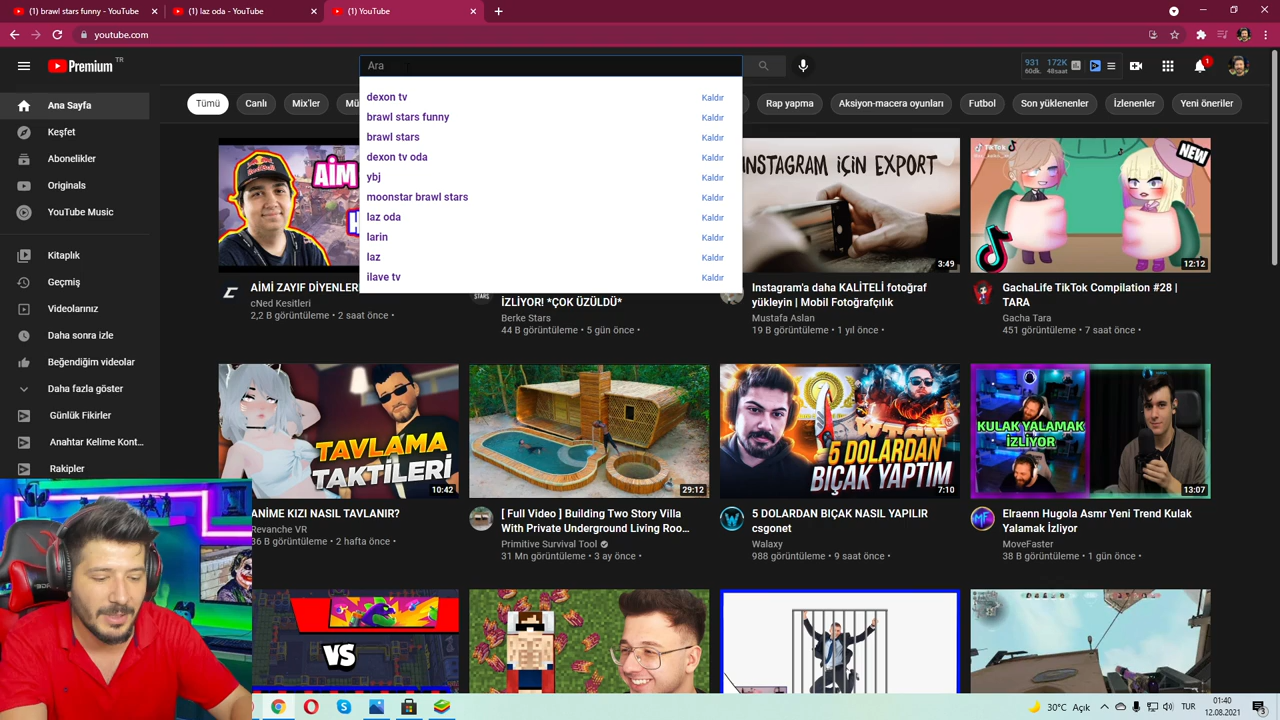 (1) brawl stars funny - YouTube
(1) laz oda - YouTube
(1) YouTube
youtube.com
Premium TR
Ara
931 172K
60dk. 48saat
1
dexon tv Kaldır
brawl stars funny Kaldır
brawl stars Kaldır
dexon tv oda Kaldır
ybj Kaldır
moonstar brawl stars Kaldır
laz oda Kaldır
larin Kaldır
laz Kaldır
ilave tv Kaldır
Ana Sayfa
Keşfet
Abonelikler
Originals
YouTube Music
Kitaplık
Geçmiş
Videolarınız
Daha sonra izle
Beğendiğim videolar
Daha fazla göster
Günlük Fikirler
Anahtar Kelime Kont...
Rakipler
Tümü
Canlı
Mix'ler
Rap yapma
Aksiyon-macera oyunları
Futbol
Son yüklenenler
İzlenenler
Yeni öneriler
AİM
AİMİ ZAYIF DİYENLER
cNed Kesitleri
2,2 B görüntüleme • 2 saat önce •
STARS
İZLİYOR! *ÇOK ÜZÜLDÜ*
Berke Stars
44 B görüntüleme • 5 gün önce •
INSTAGRAM İÇİN EXPORT
3:49
Instagram'a daha KALİTELİ fotoğraf
yükleyin | Mobil Fotoğrafçılık
Mustafa Aslan
19 B görüntüleme • 1 yıl önce •
TikTok
NEW
12:12
GachaLife TikTok Compilation #28 |
TARA
Gacha Tara
451 görüntüleme • 7 saat önce •
TAVLAMA
TAKTİLERİ
10:42
ANİME KIZI NASIL TAVLANIR?
Revanche VR
36 B görüntüleme • 2 hafta önce •
29:12
[ Full Video ] Building Two Story Villa
With Private Underground Living Roo...
Primitive Survival Tool
31 Mn görüntüleme • 3 ay önce •
5 DOLARDAN
BIÇAK YAPTIM
7:10
5 DOLARDAN BIÇAK NASIL YAPILIR
csgonet
Walaxy
988 görüntüleme • 9 saat önce •
KULAK YALAMAK
İZLİYOR
13:07
Elraenn Hugola Asmr Yeni Trend Kulak
Yalamak İzliyor
MoveFaster
38 B görüntüleme • 1 gün önce •
VS
30°C Açık
TUR
01:40
12.08.2021
3